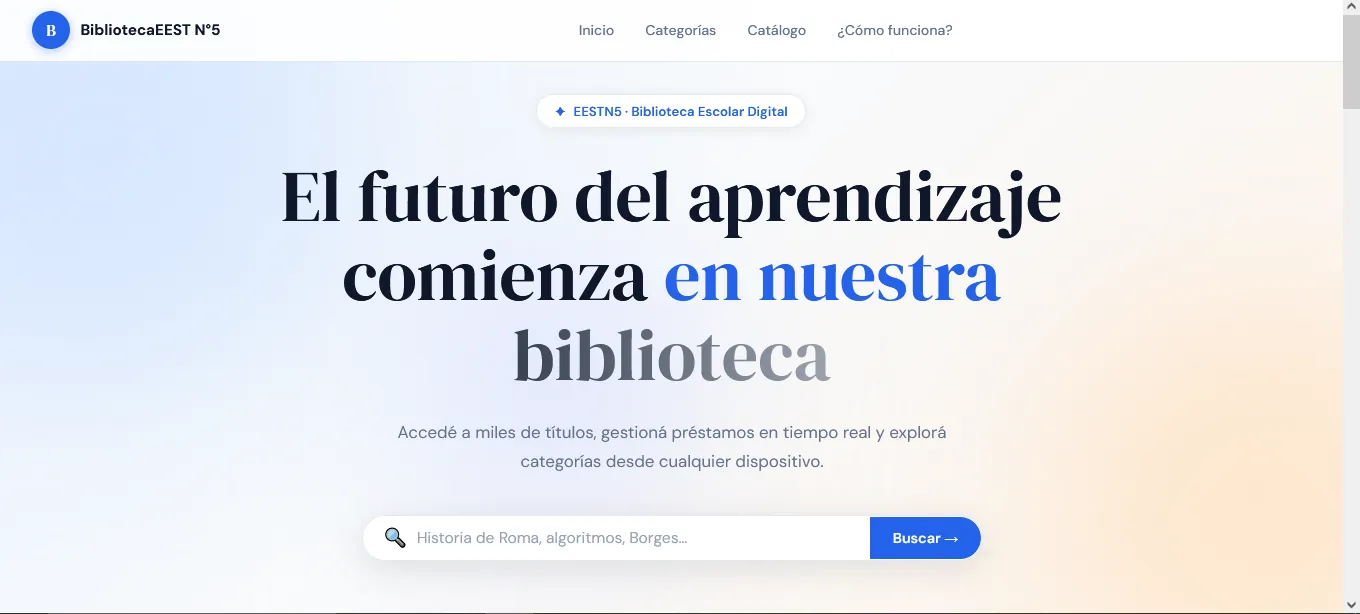 B
BibliotecaEEST N°5
Inicio
Categorías
Catálogo
¿Cómo funciona?
✦ EESTN5 · Biblioteca Escolar Digital
El futuro del aprendizaje
comienza en nuestra
biblioteca
Accedé a miles de títulos, gestioná préstamos en tiempo real y explorá
categorías desde cualquier dispositivo.
Historia de Roma, algoritmos, Borges...
Buscar →